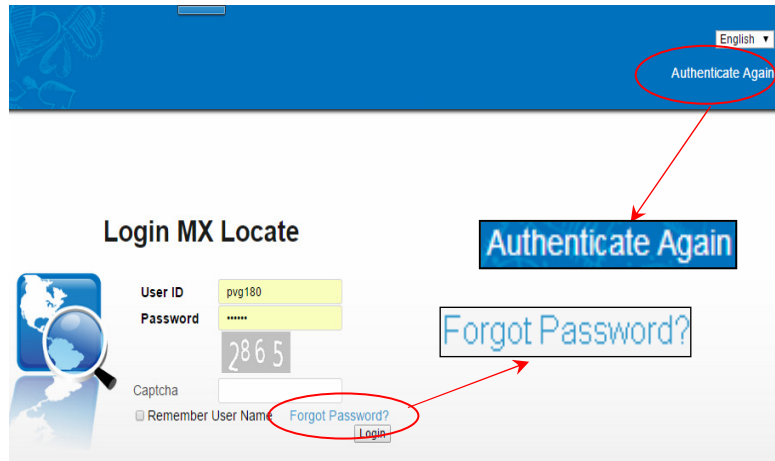 English
Authenticate Again
Login MX Locate
Authenticate Again
User ID pvg180
Password ••••••
2865
Forgot Password?
Captcha
Remember User Name Forgot Password?
Login